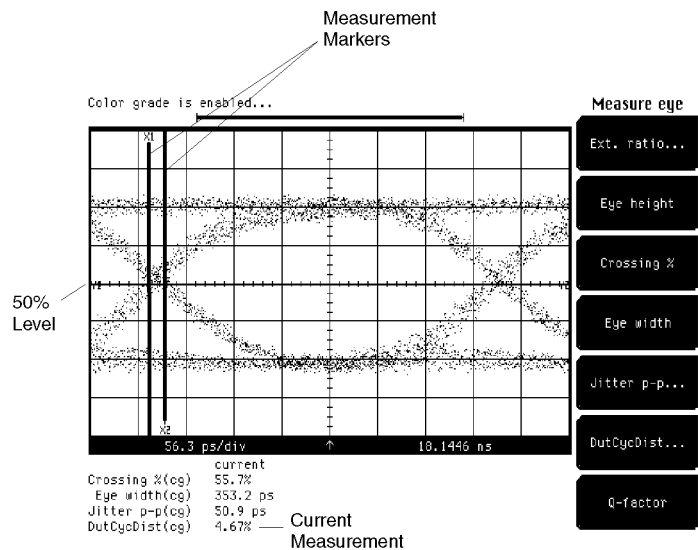 Measurement
Markers
Color grade is enabled...
Measure eye
X1
Ext. ratio...
Eye height
Crossing %
50%
Level
Eye width
Jitter p-p...
X2
56.3 ps/div ↑ 18.1446 ns
DutCycDist...
current
Crossing %(cg) 55.7%
Eye width(cg) 353.2 ps
Jitter p-p(cg) 50.9 ps
DutCycDist(cg) 4.67%
Q-factor
Current
Measurement